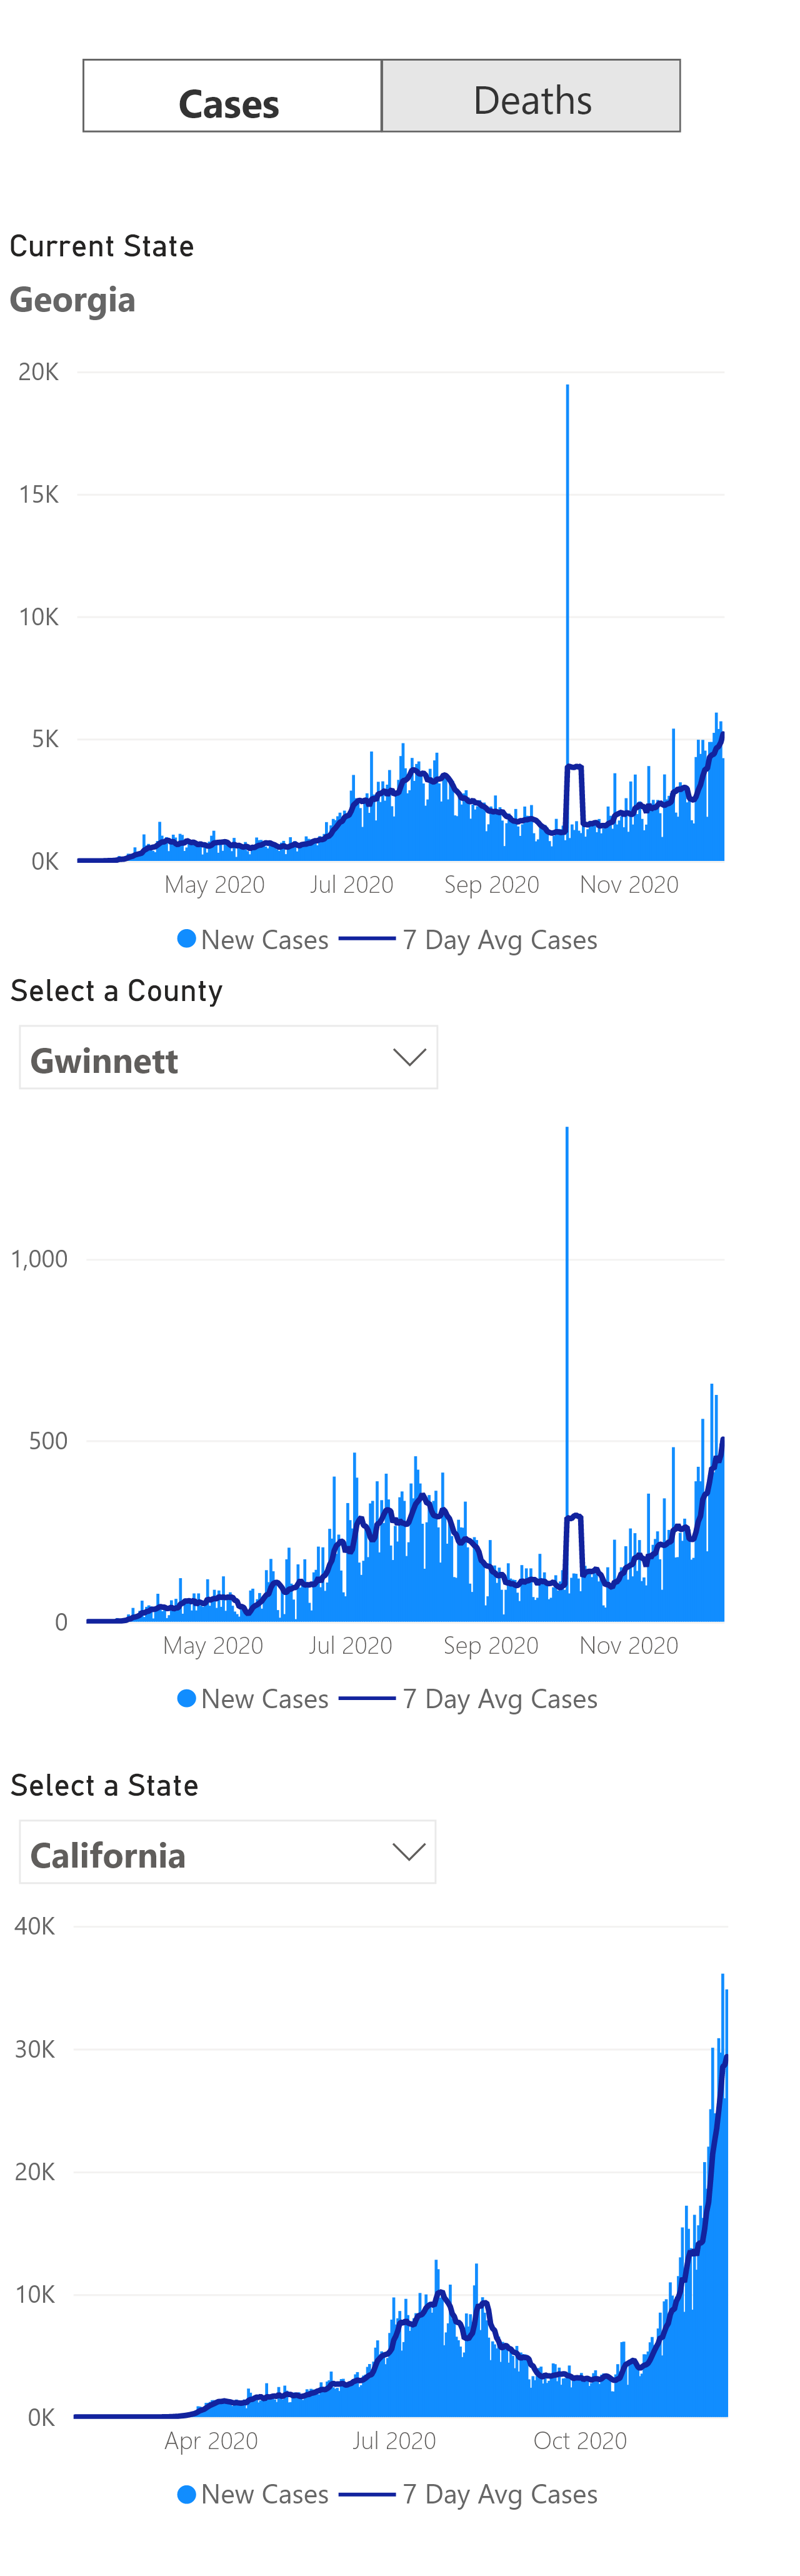 Cases Deaths
Current State
Georgia
20K
15K
10K
5K
0K
May 2020 Jul 2020 Sep 2020 Nov 2020
New Cases 7 Day Avg Cases
Select a County
Gwinnett
1,000
500
0
May 2020 Jul 2020 Sep 2020 Nov 2020
New Cases 7 Day Avg Cases
Select a State
California
40K
30K
20K
10K
0K
Apr 2020 Jul 2020 Oct 2020
New Cases 7 Day Avg Cases